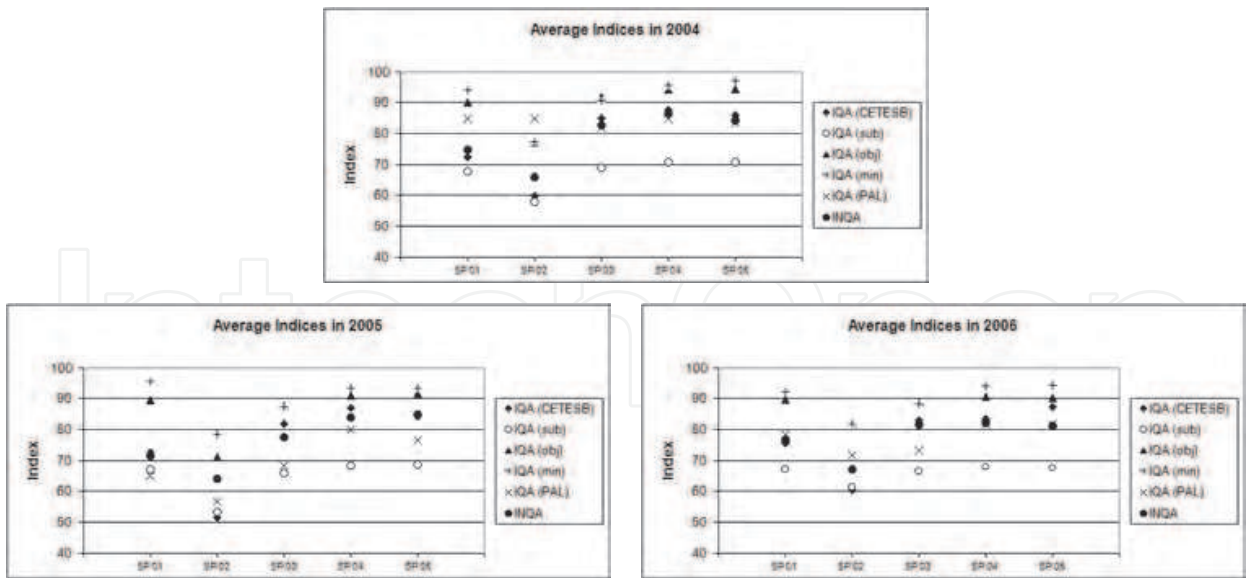 Average Indices in 2004
Index
100
90
80
70
60
50
40
SP01
SP02
SP03
SP04
SP05
IQA (CETESB)
IQA (sub)
IQA (obj)
IQA (min)
IQA (PAL)
INQA
IntechOpen
Average Indices in 2005
Index
100
90
80
70
60
50
40
SP01
SP02
SP03
SP04
SP05
IQA (CETESB)
IQA (sub)
IQA (obj)
IQA (min)
IQA (PAL)
INQA
Average Indices in 2006
Index
100
90
80
70
60
50
40
SP01
SP02
SP03
SP04
SP05
IQA (CETESB)
IQA (sub)
IQA (obj)
IQA (min)
IQA (PAL)
INQA